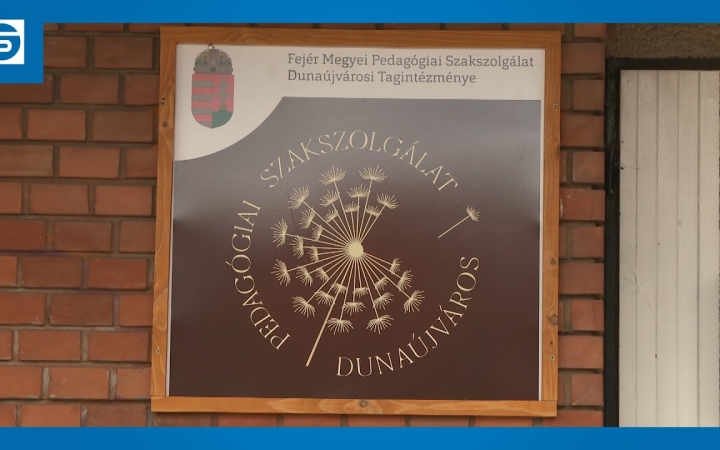 Fejér Megyei Pedagógiai Szakszolgálat
Dunaújvárosi Tagintézménye
PEDAGÓGIAI SZAKSZOLGÁLAT
DUNAÚJVÁROS